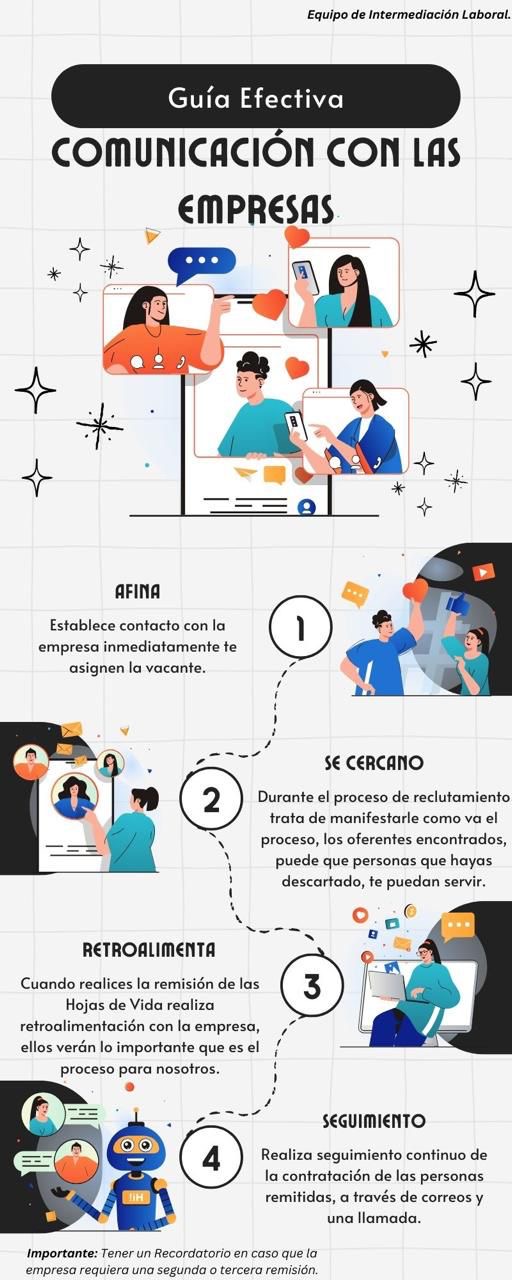 Equipo de Intermediación Laboral.
Guía Efectiva
COMUNICACIÓN CON LAS
EMPRESAS
AFINA
Establece contacto con la
empresa inmediatamente te
asignen la vacante.
1
SE CERCANO
Durante el proceso de reclutamiento
trata de manifestarle como va el
proceso, los oferentes encontrados,
puede que personas que hayas
descartado, te puedan servir.
2
RETROALIMENTA
Cuando realices la remisión de las
Hojas de Vida realiza
retroalimentación con la empresa,
ellos verán lo importante que es el
proceso para nosotros.
3
SEGUIMIENTO
Realiza seguimiento continuo de
la contratación de las personas
remitidas, a través de correos y
una llamada.
4
Importante: Tener un Recordatorio en caso que la
empresa requiera una segunda o tercera remisión.